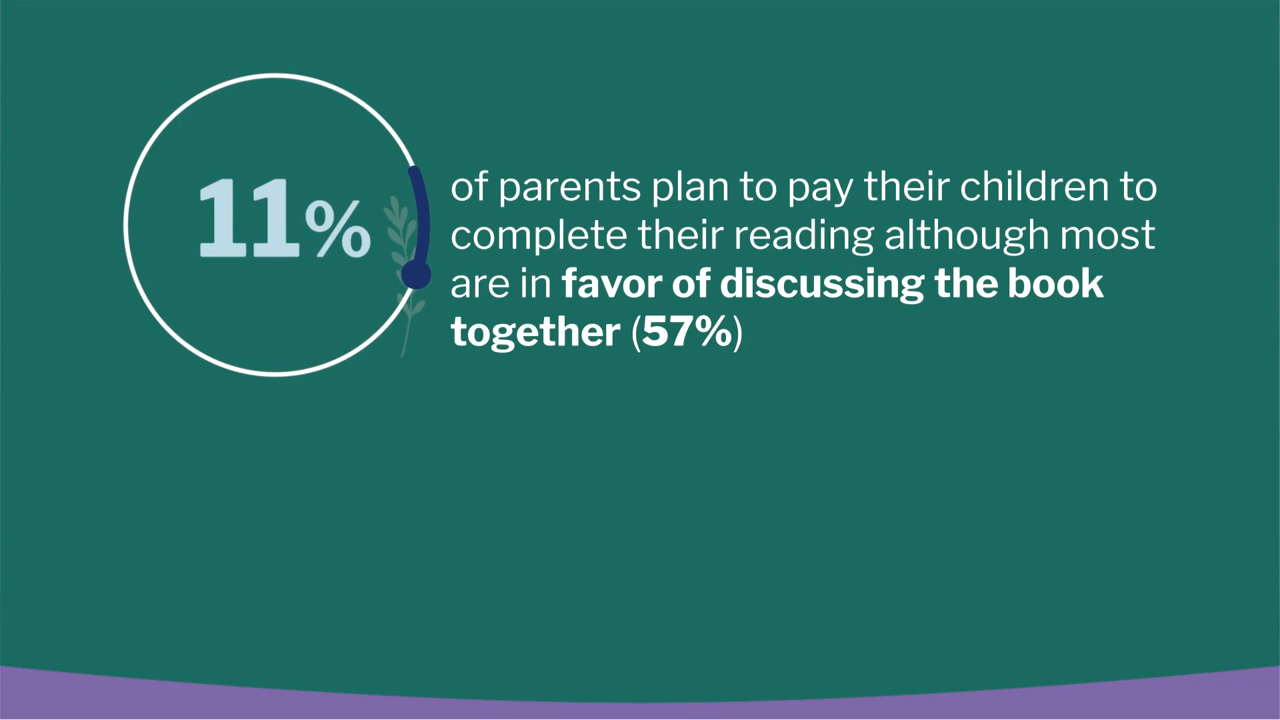 11%
of parents plan to pay their children to
complete their reading although most
are in favor of discussing the book
together (57%)